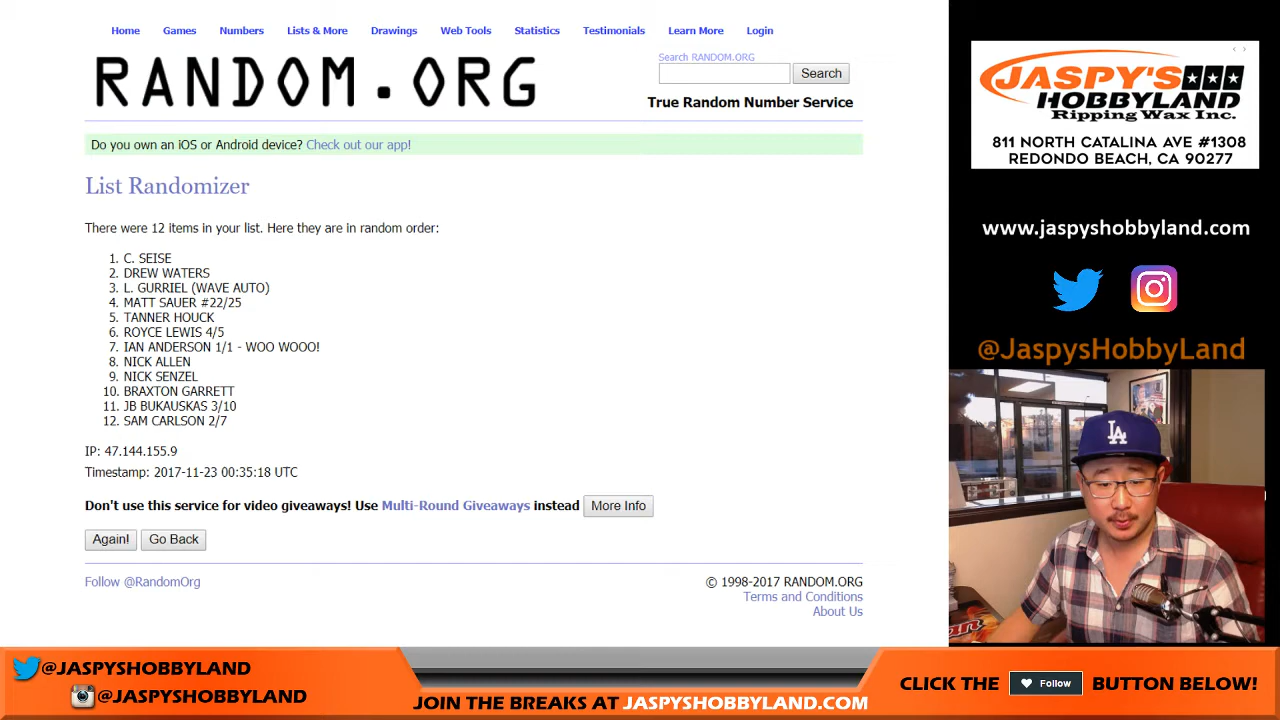 Home Games Numbers Lists & More Drawings Web Tools Statistics Testimonials Learn More Login
RANDOM.ORG
Search RANDOM.ORG
Search
True Random Number Service
Do you own an iOS or Android device? Check out our app!
List Randomizer
There were 12 items in your list. Here they are in random order:
1. C. SEISE
2. DREW WATERS
3. L. GURRIEL (WAVE AUTO)
4. MATT SAUER #22/25
5. TANNER HOUCK
6. ROYCE LEWIS 4/5
7. IAN ANDERSON 1/1 - WOO WOOO!
8. NICK ALLEN
9. NICK SENZEL
10. BRAXTON GARRETT
11. JB BUKAUSKAS 3/10
12. SAM CARLSON 2/7
IP: 47.144.155.9
Timestamp: 2017-11-23 00:35:18 UTC
Don't use this service for video giveaways! Use Multi-Round Giveaways instead More Info
Again! Go Back
Follow @RandomOrg
© 1998-2017 RANDOM.ORG
Terms and Conditions
About Us
JASPY'S
HOBBYLAND
Ripping Wax Inc.
811 NORTH CATALINA AVE #1308
REDONDO BEACH, CA 90277
www.jaspyshobbyland.com
@JaspysHobbyLand
LA
@JASPYSHOBBYLAND
@JASPYSHOBBYLAND
JOIN THE BREAKS AT JASPYSHOBBYLAND.COM
CLICK THE Follow BUTTON BELOW!